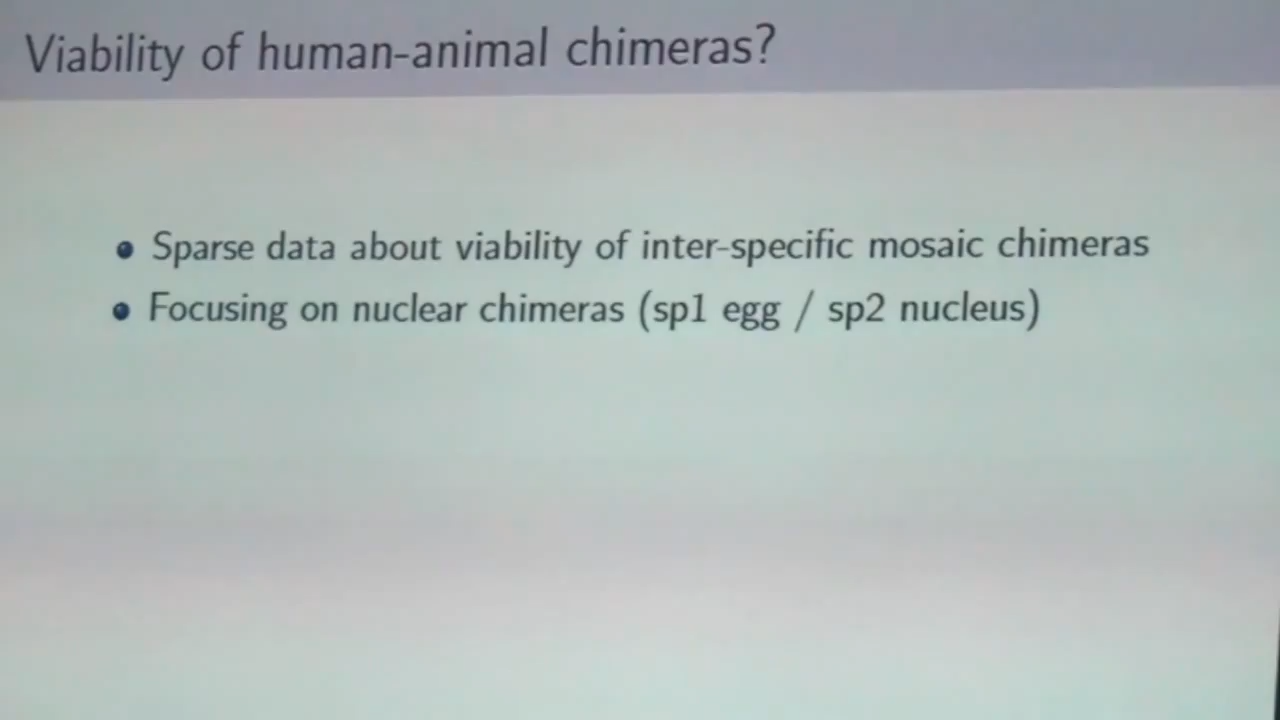 Viability of human-animal chimeras?
Sparse data about viability of inter-specific mosaic chimeras
Focusing on nuclear chimeras (sp1 egg / sp2 nucleus)